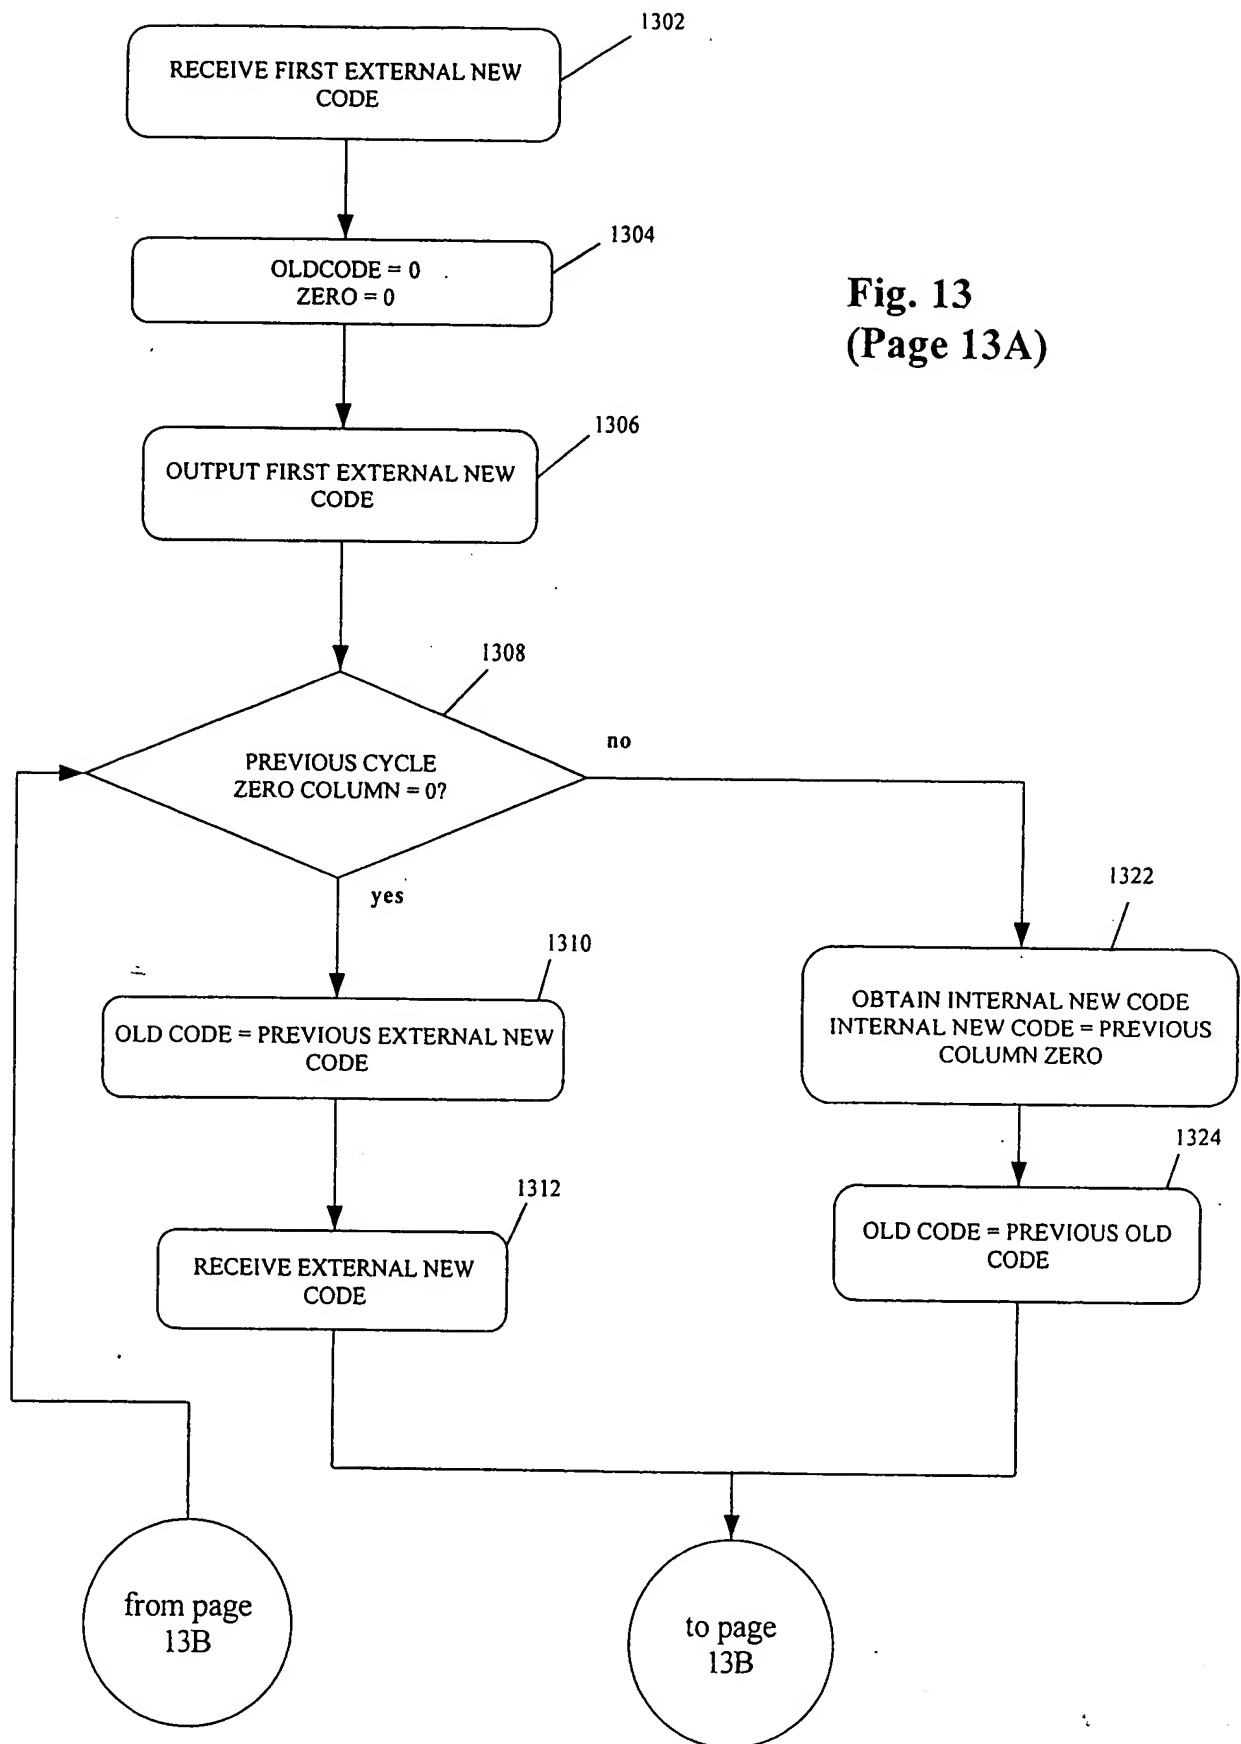 1302
RECEIVE FIRST EXTERNAL NEW
CODE
1304
OLDCODE = 0
ZERO = 0
Fig. 13
(Page 13A)
1306
OUTPUT FIRST EXTERNAL NEW
CODE
1308
PREVIOUS CYCLE
ZERO COLUMN = 0?
no
yes
1310
OLD CODE = PREVIOUS EXTERNAL NEW
CODE
1322
OBTAIN INTERNAL NEW CODE
INTERNAL NEW CODE = PREVIOUS
COLUMN ZERO
1312
RECEIVE EXTERNAL NEW
CODE
1324
OLD CODE = PREVIOUS OLD
CODE
from page
13B
to page
13B